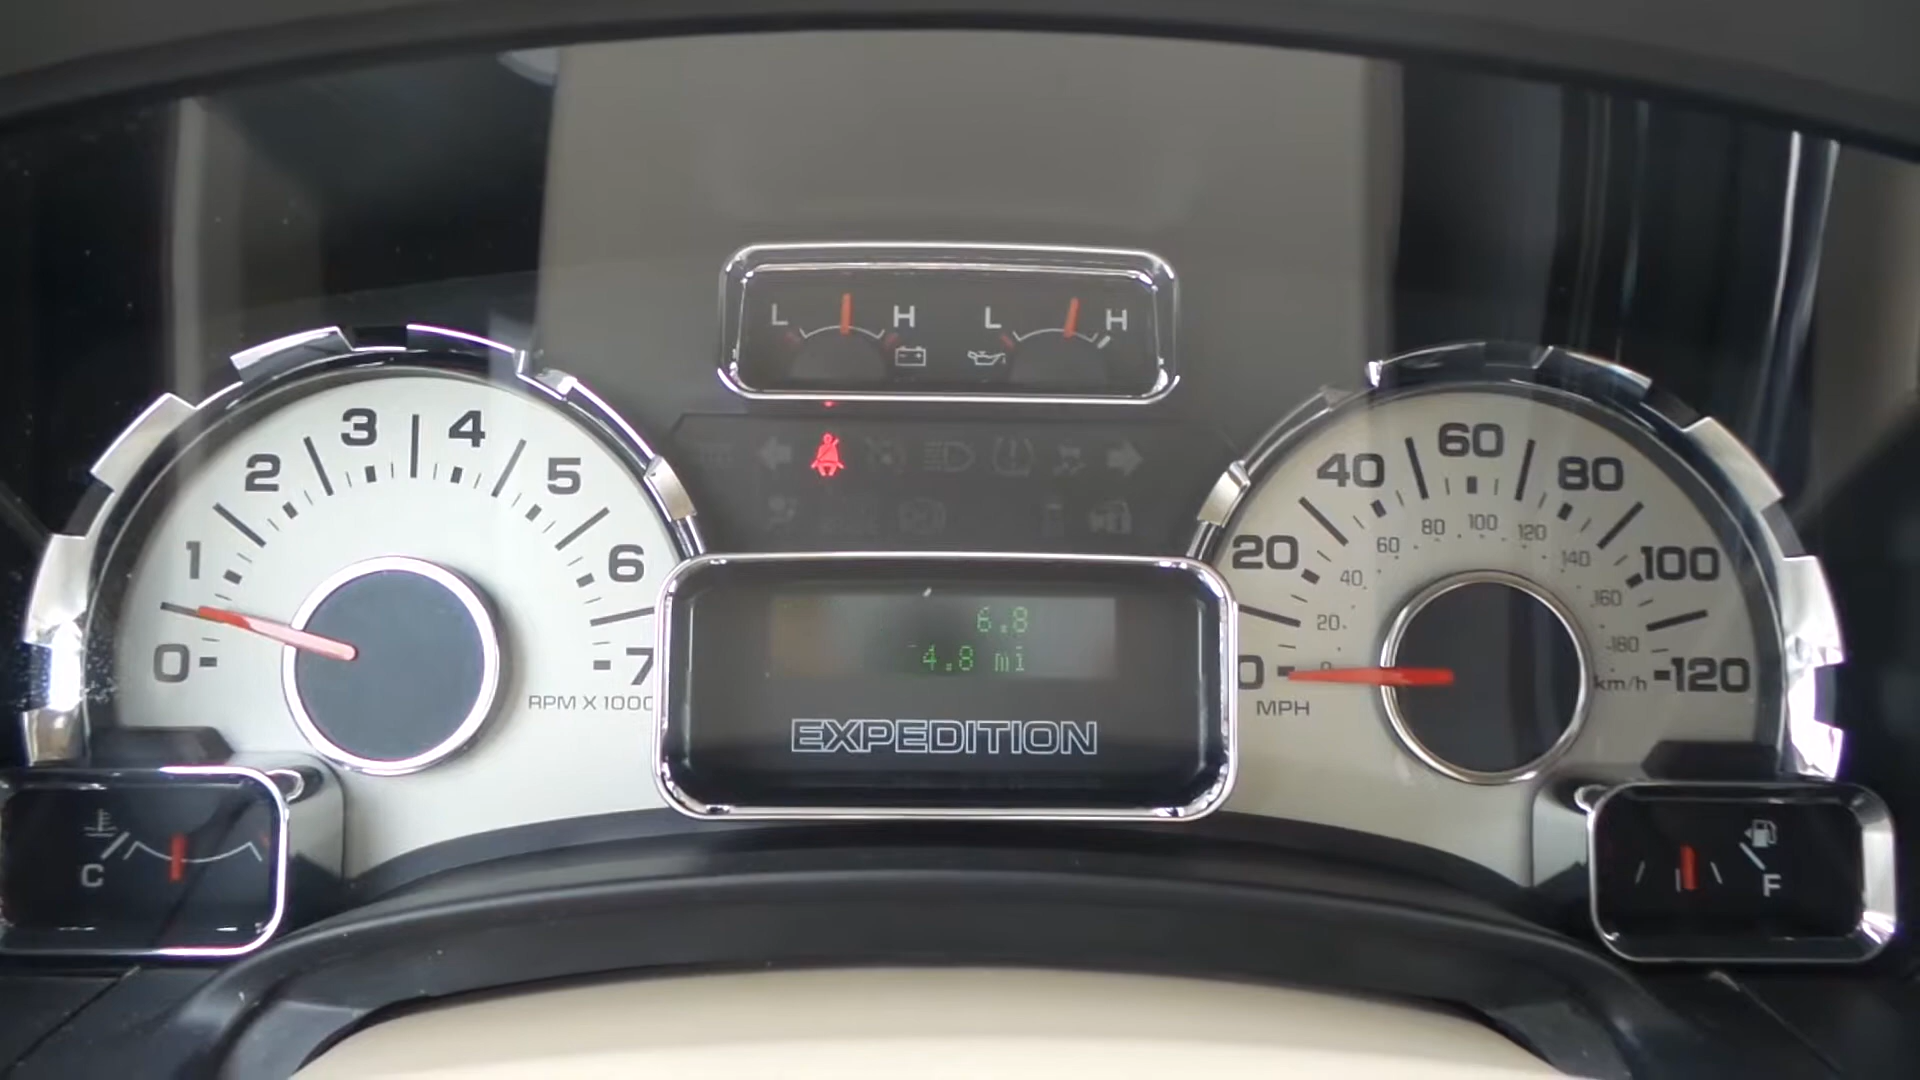 L H
L H
0 1 2 3 4 5 6 7
RPM X 1000
0 20 40 60 80 100 120
20 40 60 80 100 120 140 160 180
MPH
km/h
6.8
4.8 mi
EXPEDITION
C
F